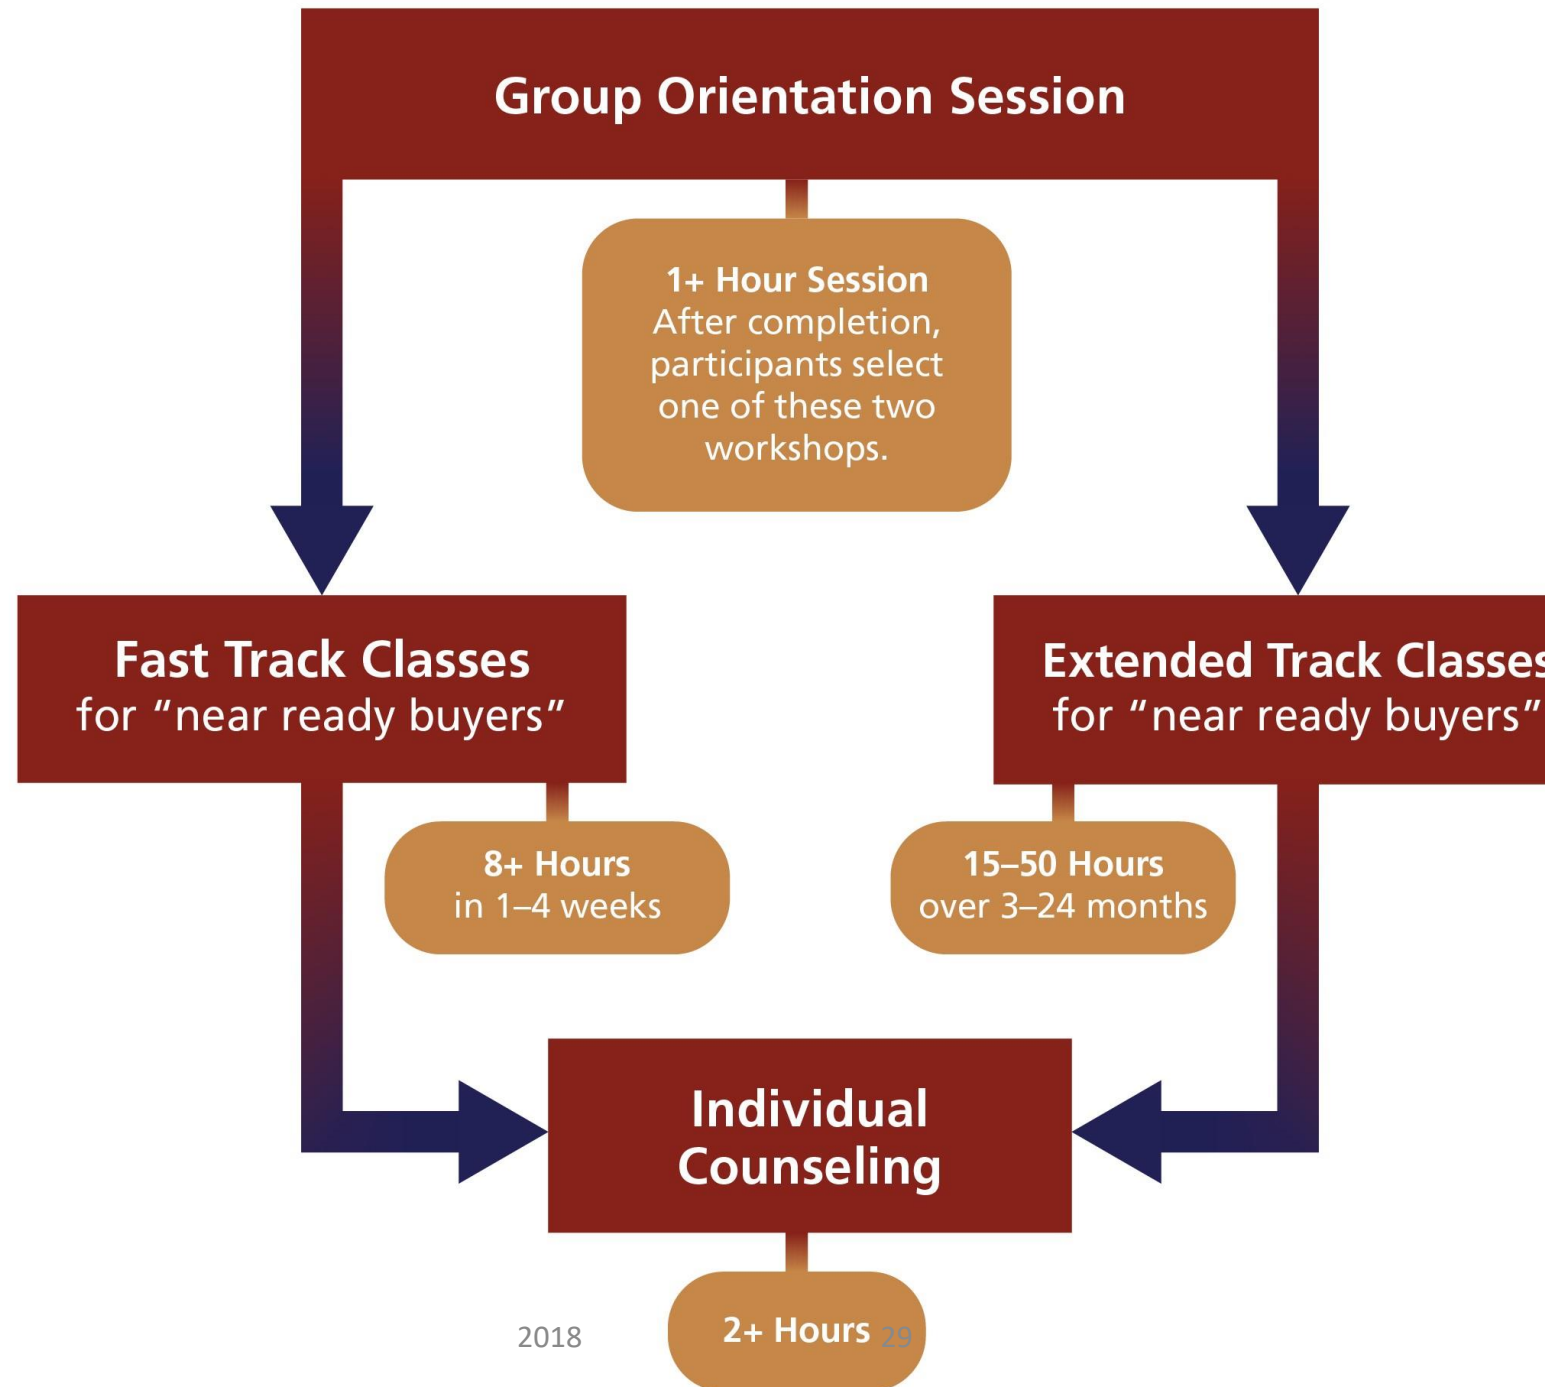 Group Orientation Session
1+ Hour Session
After completion,
participants select
one of these two
workshops.
Fast Track Classes
for “near ready buyers”
Extended Track Classes
for “near ready buyers”
8+ Hours
in 1–4 weeks
15–50 Hours
over 3–24 months
Individual
Counseling
2+ Hours
2018
29